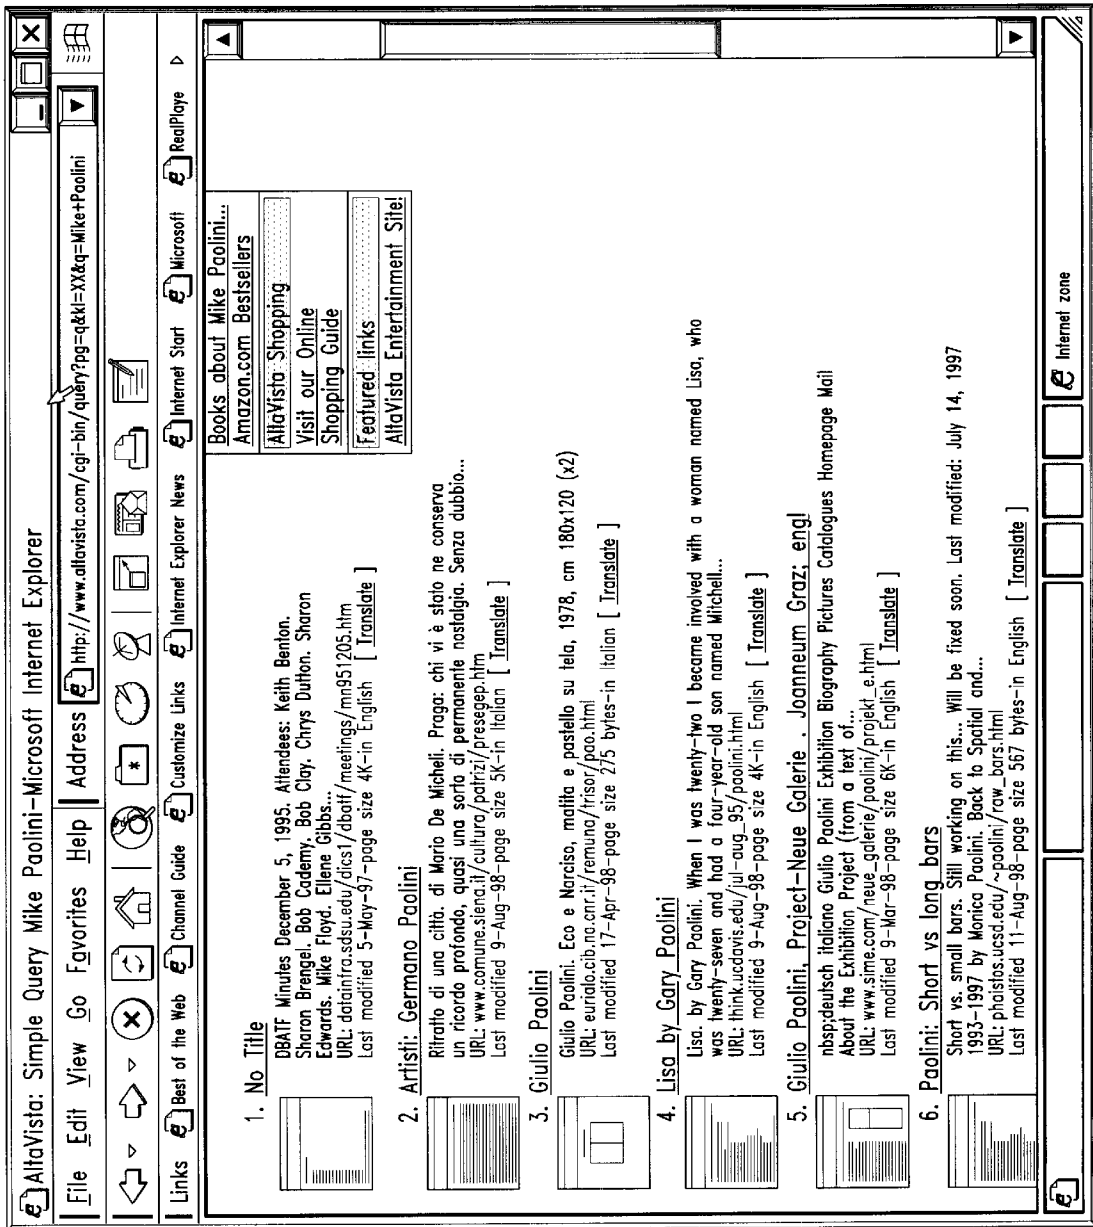 AltaVista: Simple Query Mike Paolini-Microsoft Internet Explorer
File Edit View Go Favorites Help Address http://www.altavista.com/cgi-bin/query?pg=q&kl=XX&q=Mike+Paolini
Links Best of the Web Channel Guide Customize Links Internet Explorer News Internet Start Microsoft RealPlaye
Books about Mike Paolini...
Amazon.com Bestsellers
AltaVista Shopping
Visit our Online
Shopping Guide
Featured links
AltaVista Entertainment Site!
1. No Title
DBATF Minutes December 5, 1995. Attendees: Keith Benton.
Sharon Brengel. Bob Cademy. Bob Clay. Chrys Dutton. Sharon
Edwards. Mike Floyd. Ellene Gibbs...
URL: datainfra.sdsu.edu/dics1/dbatf/meetings/mn951205.htm
Last modified 5-May-97-page size 4K-in English [ Translate ]
2. Artisti: Germano Paolini
Ritratto di una città. di Mario De Micheli. Praga: chi vi è stato ne conserva
un ricordo profondo, quasi una sorta di permanente nostalgia. Senza dubbio...
URL: www.comune.siena.it/cultura/patrizi/presegep.htm
Last modified 9-Aug-98-page size 5K-in Italian [ Translate ]
3. Giulio Paolini
Giulio Paolini. Eco e Narciso, matita e pastello su tela, 1978, cm 180x120 (x2)
URL: eurialo.cib.na.cnr.it/remuna/trisor/pao.html
Last modified 17-Apr-98-page size 275 bytes-in Italian [ Translate ]
4. Lisa by Gary Paolini
Lisa. by Gary Paolini. When I was twenty-two I became involved with a woman named Lisa, who
was twenty-seven and had a four-year-old son named Mitchell...
URL: think.ucdavis.edu/jul-aug_95/paolini.html
Last modified 9-Aug-98-page size 4K-in English [ Translate ]
5. Giulio Paolini, Project-Neue Galerie . Joanneum Graz; eng!
nbsp;deutsch italiano Giulio Paolini Exhibition Biography Pictures Catalogues Homepage Mail
About the Exhibition Project (from a text of...
URL: www.sime.com/neue_galerie/paolini/projekt_e.html
Last modified 9-Mar-98-page size 6K-in English [ Translate ]
6. Paolini: Short vs long bars
Short vs. small bars. Still working on this... Will be fixed soon. Last modified: July 14, 1997
1993-1997 by Monica Paolini. Back to Spatial and...
URL: phaistos.ucsd.edu/~paolini/raw_bars.html
Last modified 11-Aug-98-page size 567 bytes-in English [ Translate ]
Internet zone